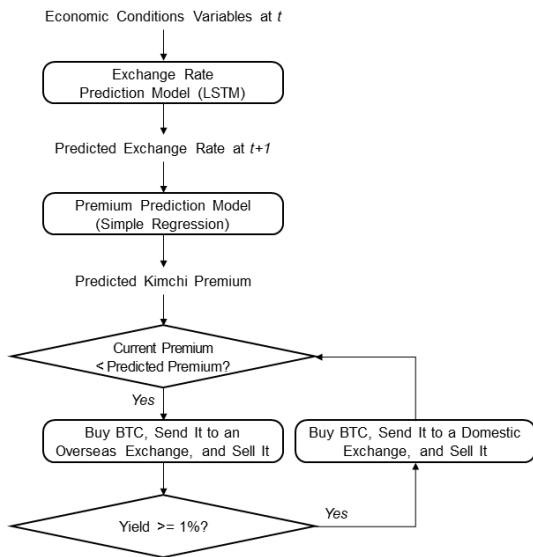 Economic Conditions Variables at t
Exchange Rate
Prediction Model (LSTM)
Predicted Exchange Rate at t+1
Premium Prediction Model
(Simple Regression)
Predicted Kimchi Premium
Current Premium
< Predicted Premium?
Yes
Buy BTC, Send It to an
Overseas Exchange, and Sell It
Buy BTC, Send It to a Domestic
Exchange, and Sell It
Yield >= 1%?
Yes